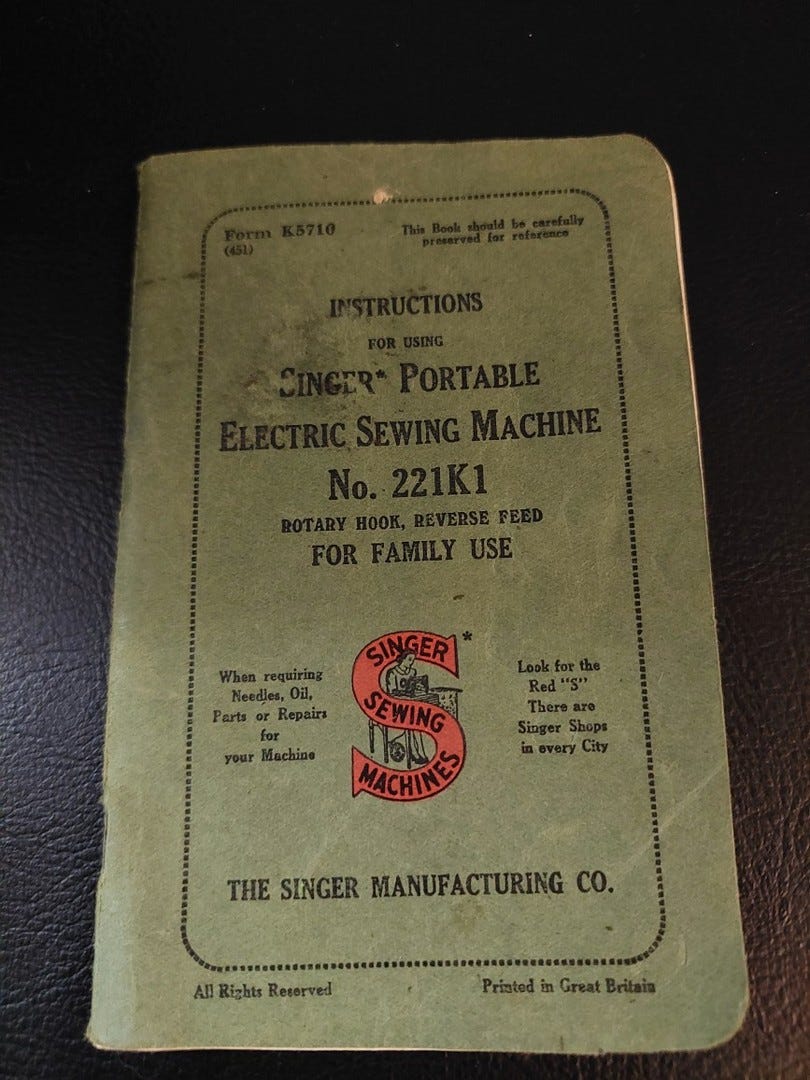 Form K5710
(451)
This Book should be carefully
preserved for reference
INSTRUCTIONS
FOR USING
SINGER* PORTABLE
ELECTRIC SEWING MACHINE
No. 221K1
ROTARY HOOK, REVERSE FEED
FOR FAMILY USE
When requiring
Needles, Oil,
Parts or Repairs
for
your Machine
SINGER *
SEWING
MACHINES
Look for the
Red "S"
There are
Singer Shops
in every City
THE SINGER MANUFACTURING CO.
All Rights Reserved
Printed in Great Britain